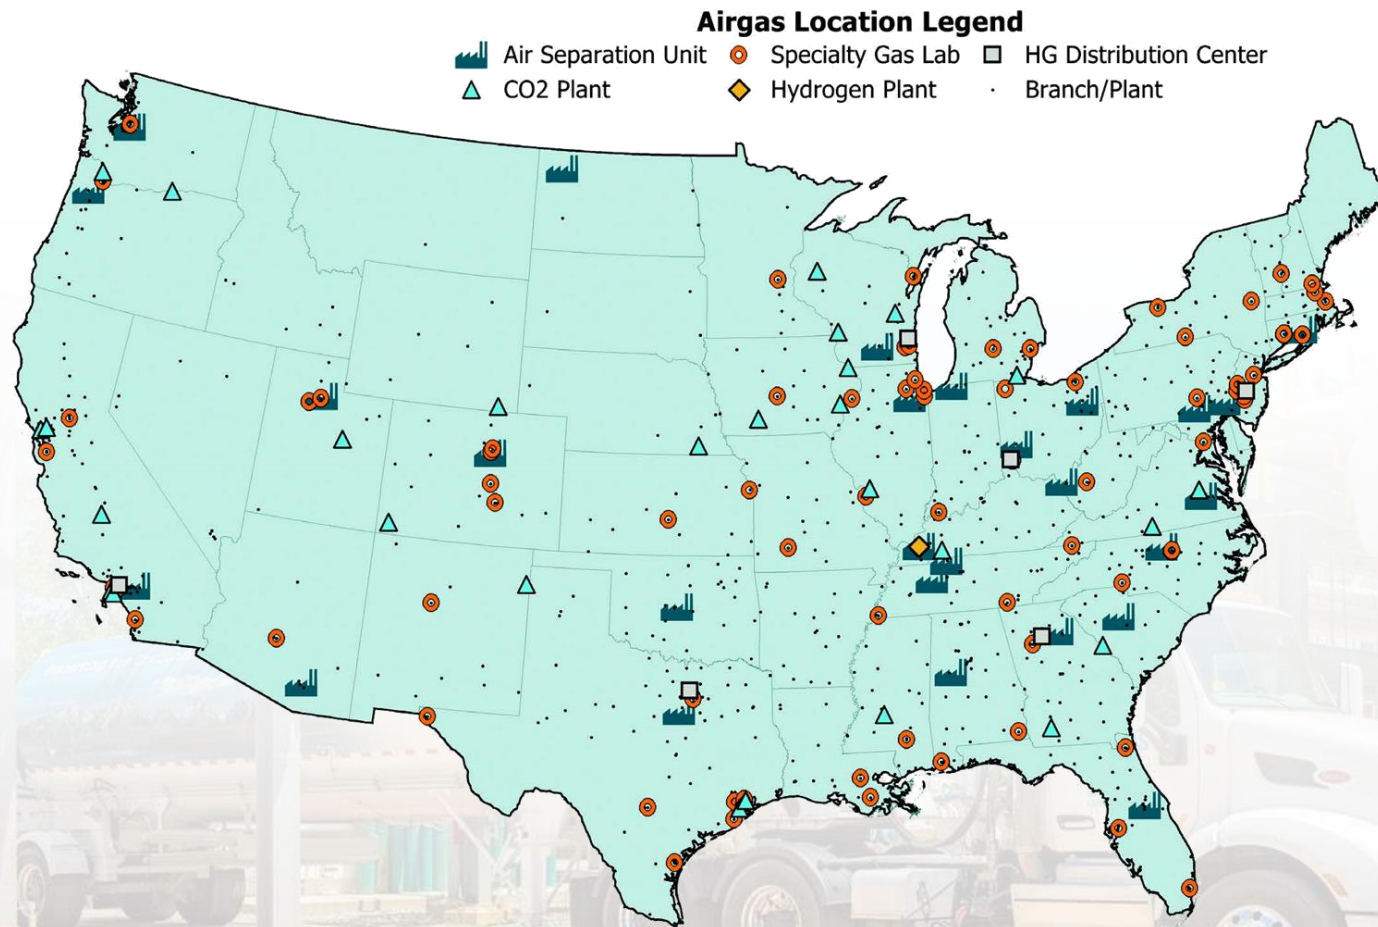 Airgas Location Legend
Air Separation Unit Specialty Gas Lab HG Distribution Center
CO2 Plant Hydrogen Plant Branch/Plant